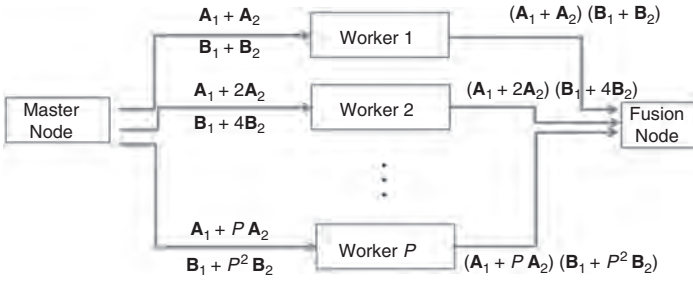 A₁ + A₂
(A₁ + A₂) (B₁ + B₂)
Worker 1
B₁ + B₂
A₁ + 2A₂
(A₁ + 2A₂) (B₁ + 4B₂)
Master
Node
Worker 2
Fusion
Node
B₁ + 4B₂
A₁ + P A₂
Worker P
B₁ + P² B₂
(A₁ + P A₂) (B₁ + P² B₂)